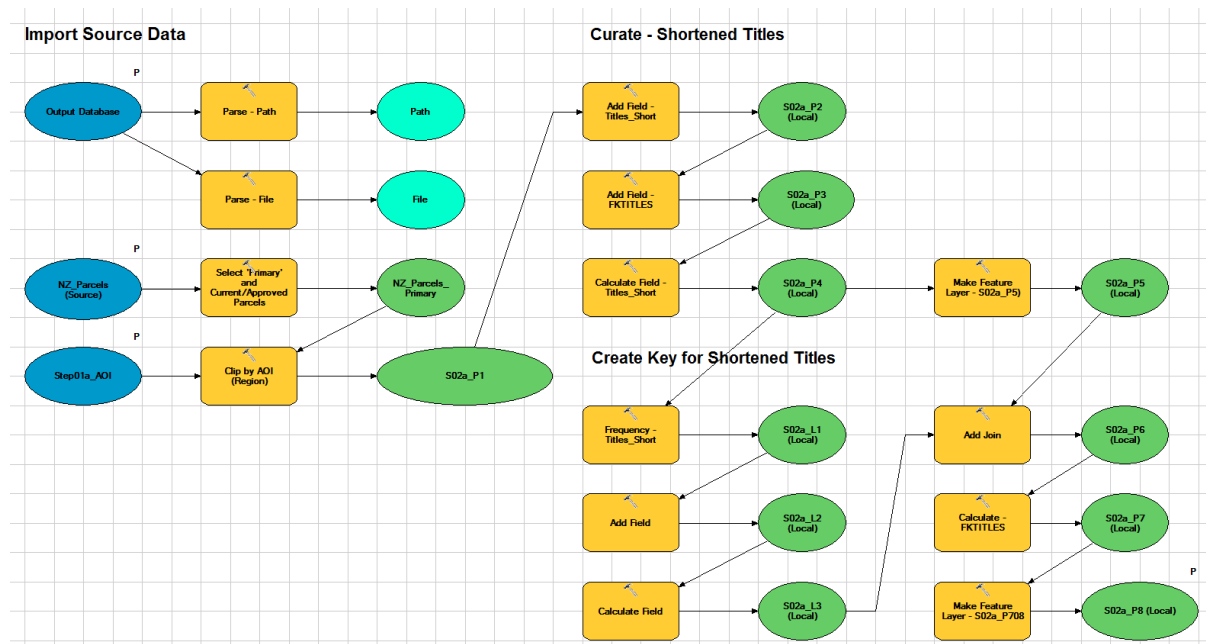 Import Source Data
P
Output Database
Parse - Path
Path
Parse - File
File
P
NZ_Parcels
(Source)
Select 'Primary'
and
Current/Approved
Parcels
NZ_Parcels_
Primary
P
Step01a_AOI
Clip by AOI
(Region)
S02a_P1
Curate - Shortened Titles
Add Field -
Titles_Short
S02a_P2
(Local)
Add Field -
FKTITLES
S02a_P3
(Local)
Calculate Field -
Titles_Short
S02a_P4
(Local)
Make Feature
Layer - S02a_P5)
S02a_P5
(Local)
Create Key for Shortened Titles
Frequency -
Titles_Short
S02a_L1
(Local)
Add Field
S02a_L2
(Local)
Calculate Field
S02a_L3
(Local)
Add Join
S02a_P6
(Local)
Calculate -
FKTITLES
S02a_P7
(Local)
Make Feature
Layer - S02a_P708
P
S02a_P8 (Local)